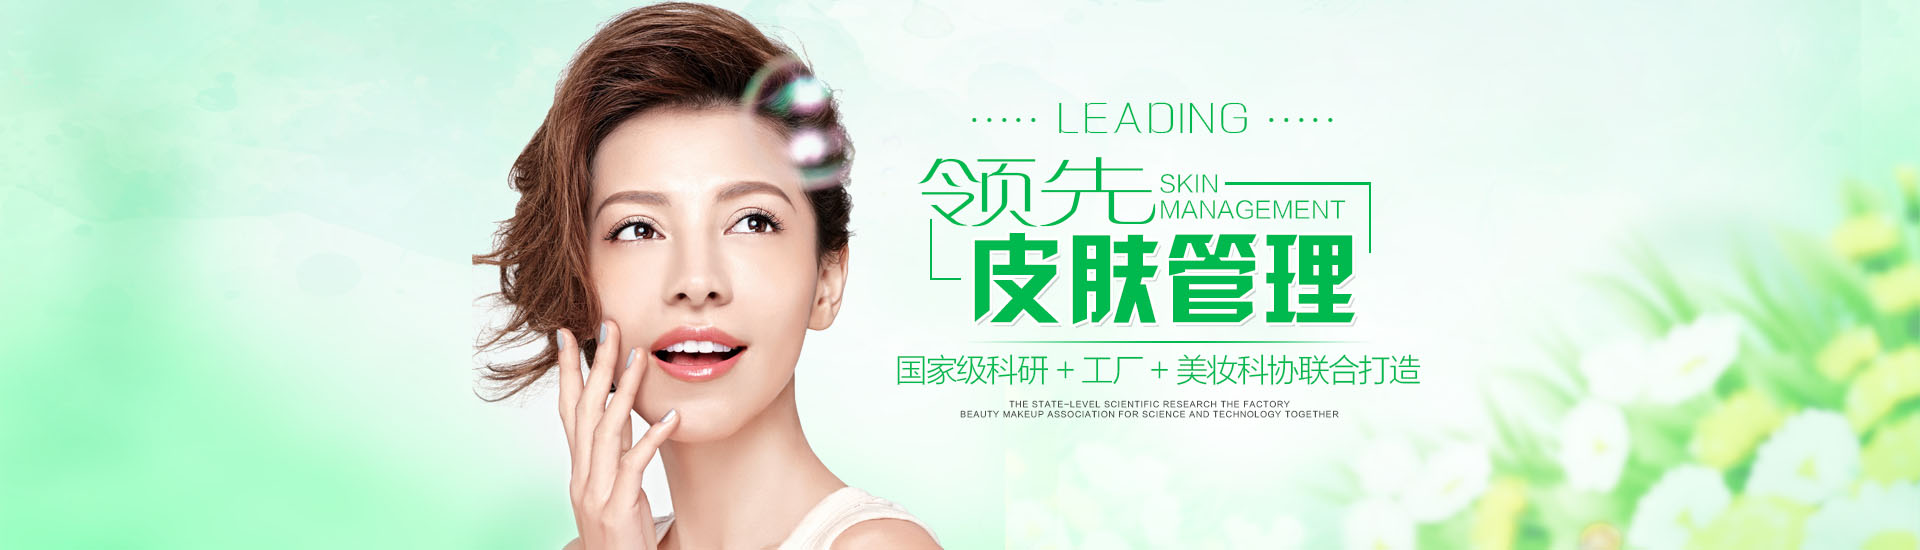 LEADING
领先 SKIN
MANAGEMENT
皮肤管理
国家级科研 + 工厂 + 美妆科协联合打造
THE STATE-LEVEL SCIENTIFIC RESEARCH THE FACTORY
BEAUTY MAKEUP ASSOCIATION FOR SCIENCE AND TECHNOLOGY TOGETHER